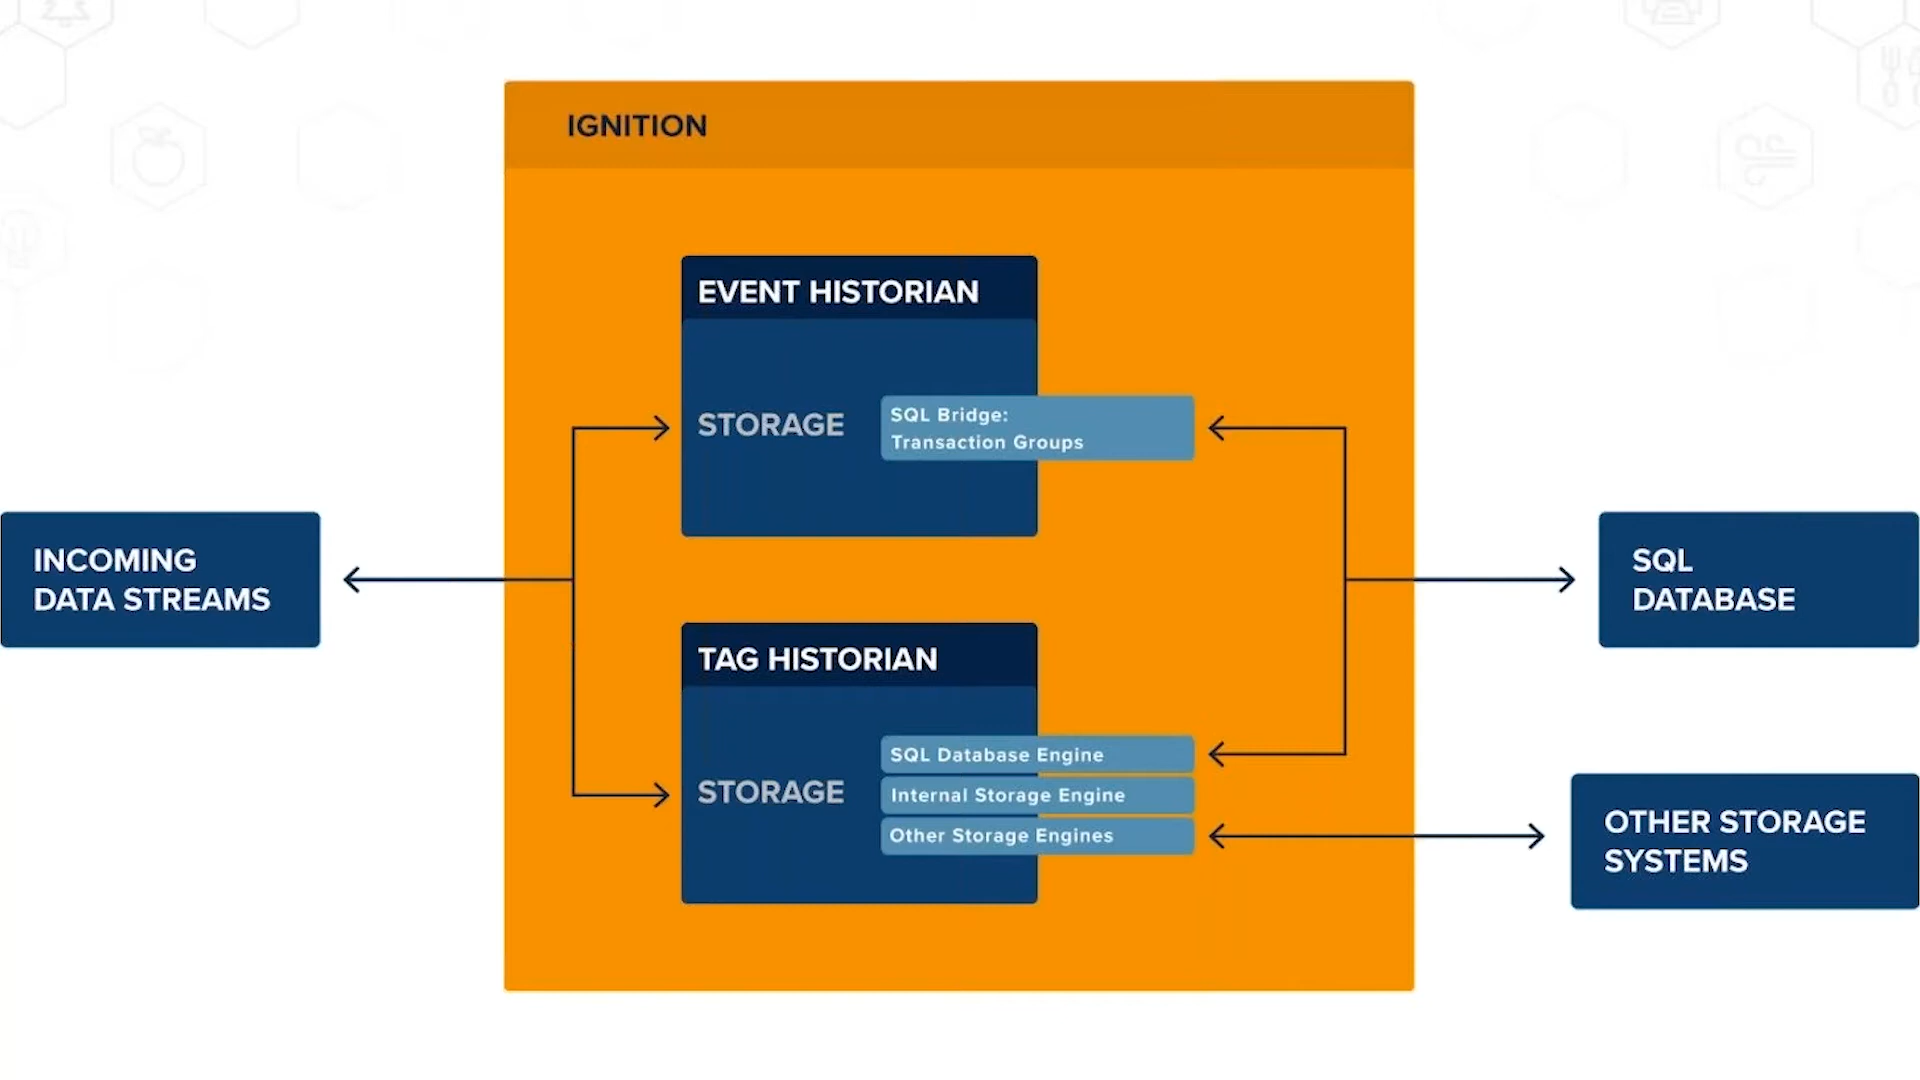 IGNITION
EVENT HISTORIAN
STORAGE
SQL Bridge:
Transaction Groups
INCOMING
DATA STREAMS
SQL
DATABASE
TAG HISTORIAN
STORAGE
SQL Database Engine
Internal Storage Engine
Other Storage Engines
OTHER STORAGE
SYSTEMS